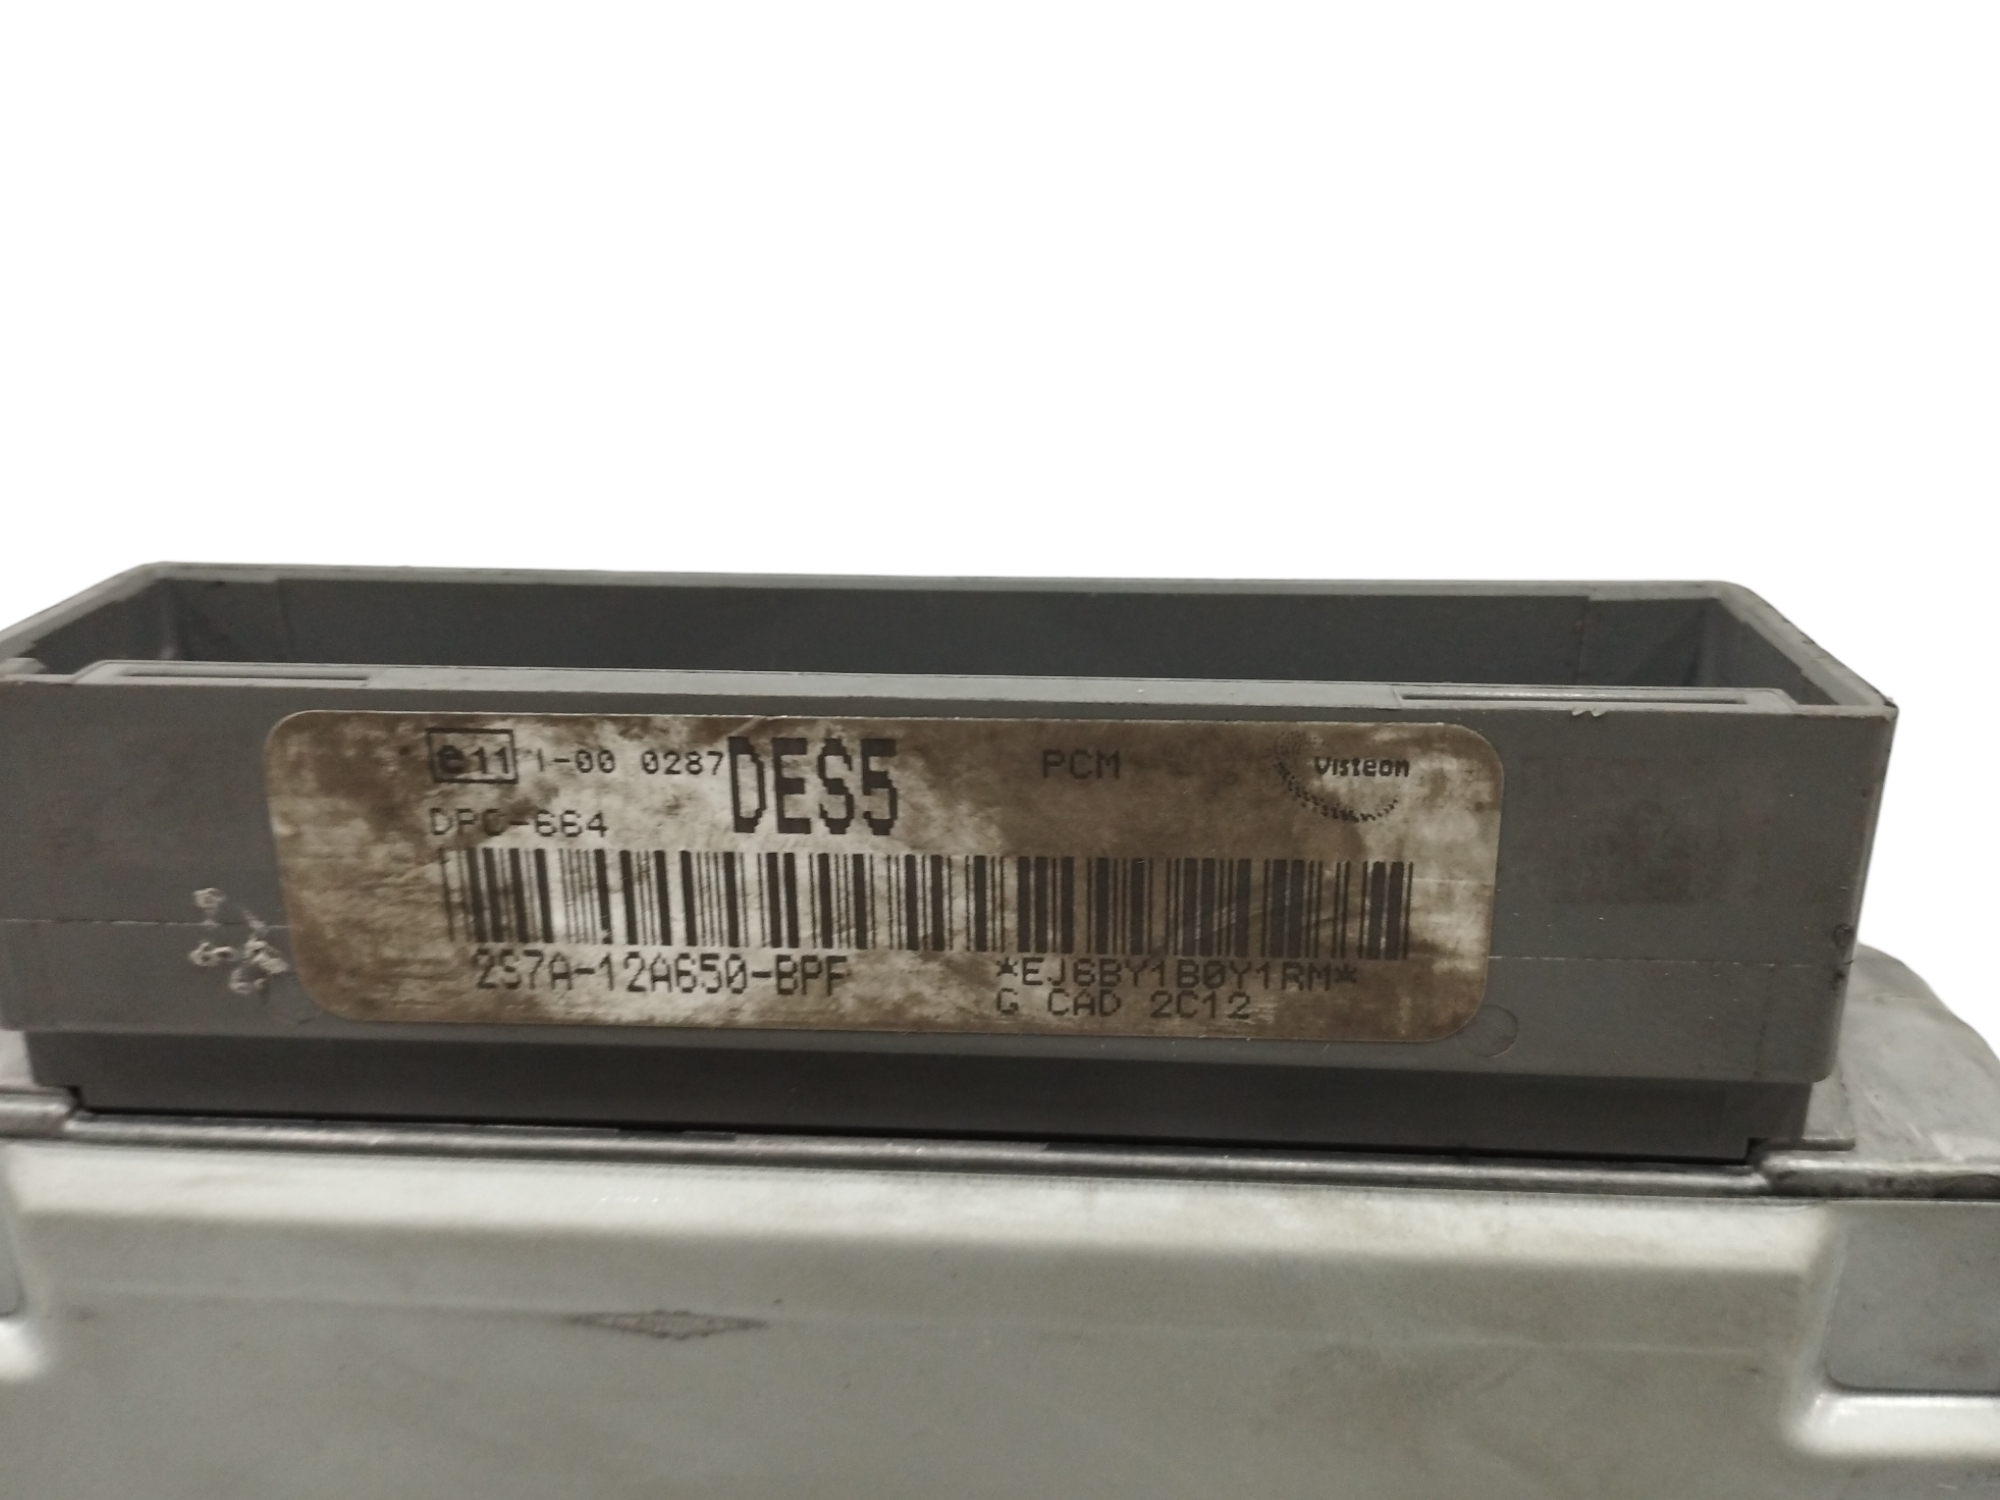 e11 1-00 0287 DES5 PCM Visteon
DPC-664
2S7A-12A650-BPF *EJ6BY1B0Y1RM*
G CAD 2C12